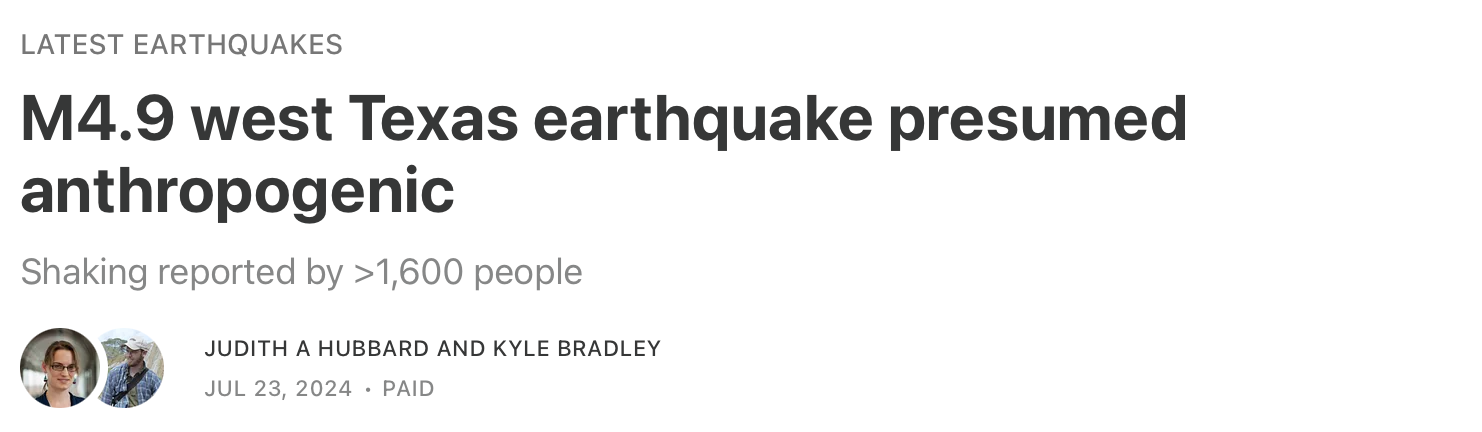 LATEST EARTHQUAKES
M4.9 west Texas earthquake presumed
anthropogenic
Shaking reported by >1,600 people
JUDITH A HUBBARD AND KYLE BRADLEY
JUL 23, 2024 • PAID